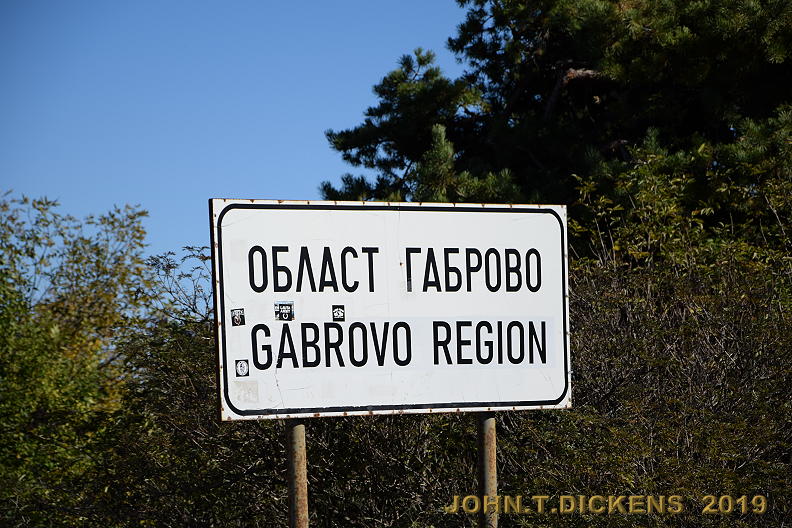 ОБЛАСТ ГАБРОВО
GABROVO REGION
JOHN.T.DICKENS 2019